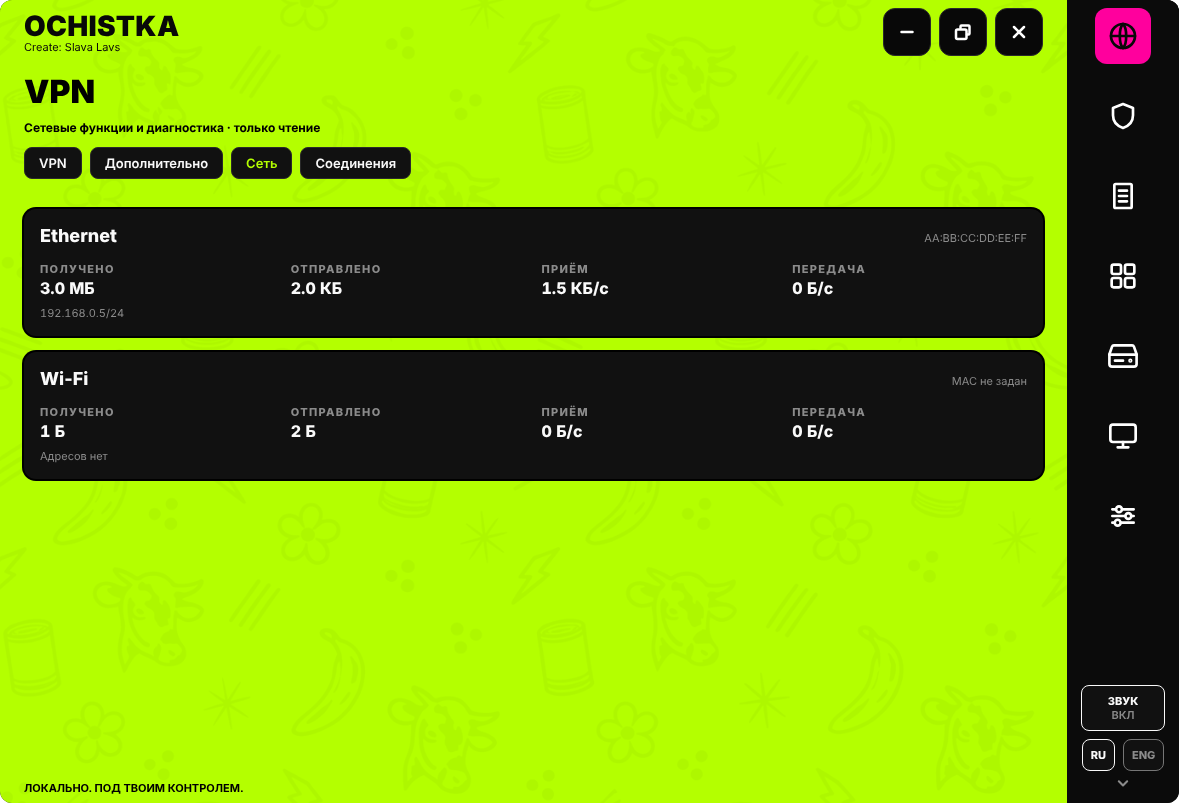 OCHISTKA
Create: Slava Lavs
VPN
Сетевые функции и диагностика · только чтение
VPN Дополнительно Сеть Соединения
Ethernet AA:BB:CC:DD:EE:FF
ПОЛУЧЕНО ОТПРАВЛЕНО ПРИЁМ ПЕРЕДАЧА
3.0 МБ 2.0 КБ 1.5 КБ/с 0 Б/с
192.168.0.5/24
Wi-Fi MAC не задан
ПОЛУЧЕНО ОТПРАВЛЕНО ПРИЁМ ПЕРЕДАЧА
1 Б 2 Б 0 Б/с 0 Б/с
Адресов нет
ЗВУК
ВКЛ
RU ENG
ЛОКАЛЬНО. ПОД ТВОИМ КОНТРОЛЕМ.